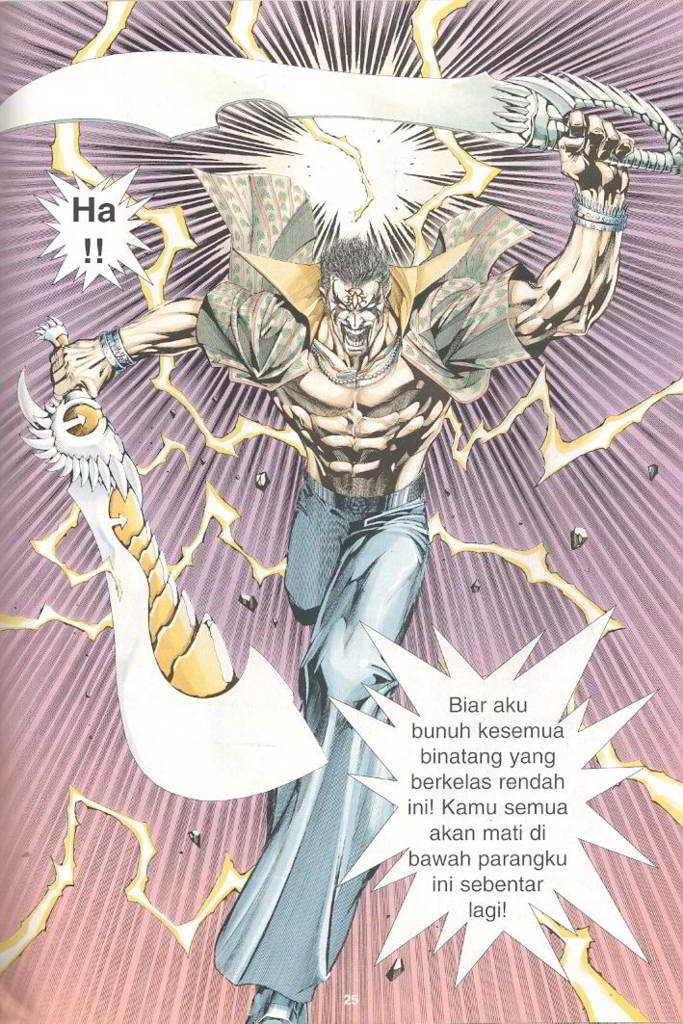 Ha
!!
Biar aku
bunuh kesemua
binatang yang
berkelas rendah
ini! Kamu semua
akan mati di
bawah parangku
ini sebentar
lagi!
25